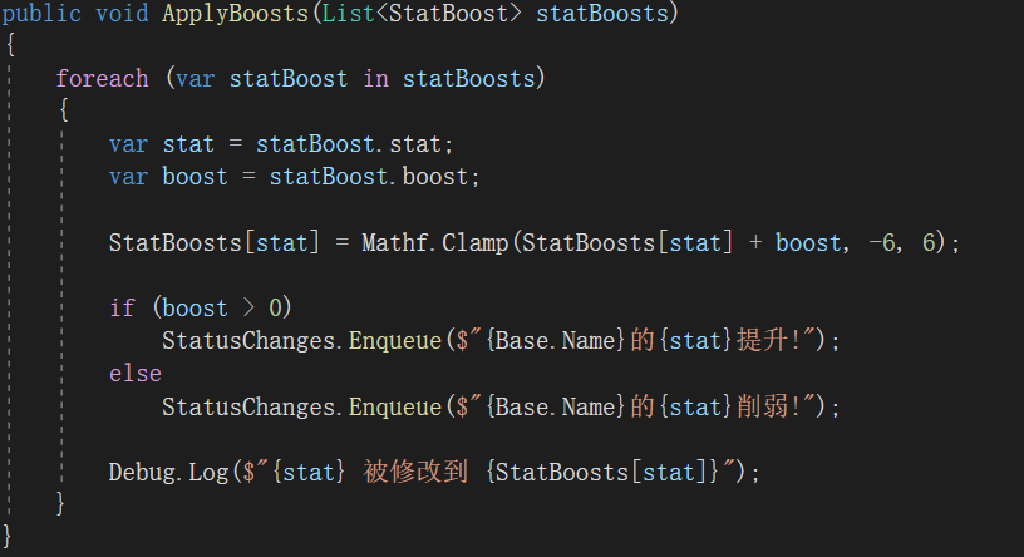 public void ApplyBoosts(List<StatBoost> statBoosts)
{
    foreach (var statBoost in statBoosts)
    {
        var stat = statBoost.stat;
        var boost = statBoost.boost;

        StatBoosts[stat] = Mathf.Clamp(StatBoosts[stat] + boost, -6, 6);

        if (boost > 0)
            StatusChanges.Enqueue($"{Base.Name}的{stat}提升!");
        else
            StatusChanges.Enqueue($"{Base.Name}的{stat}削弱!");

        Debug.Log($"{stat} 被修改到 {StatBoosts[stat]}");
    }
}